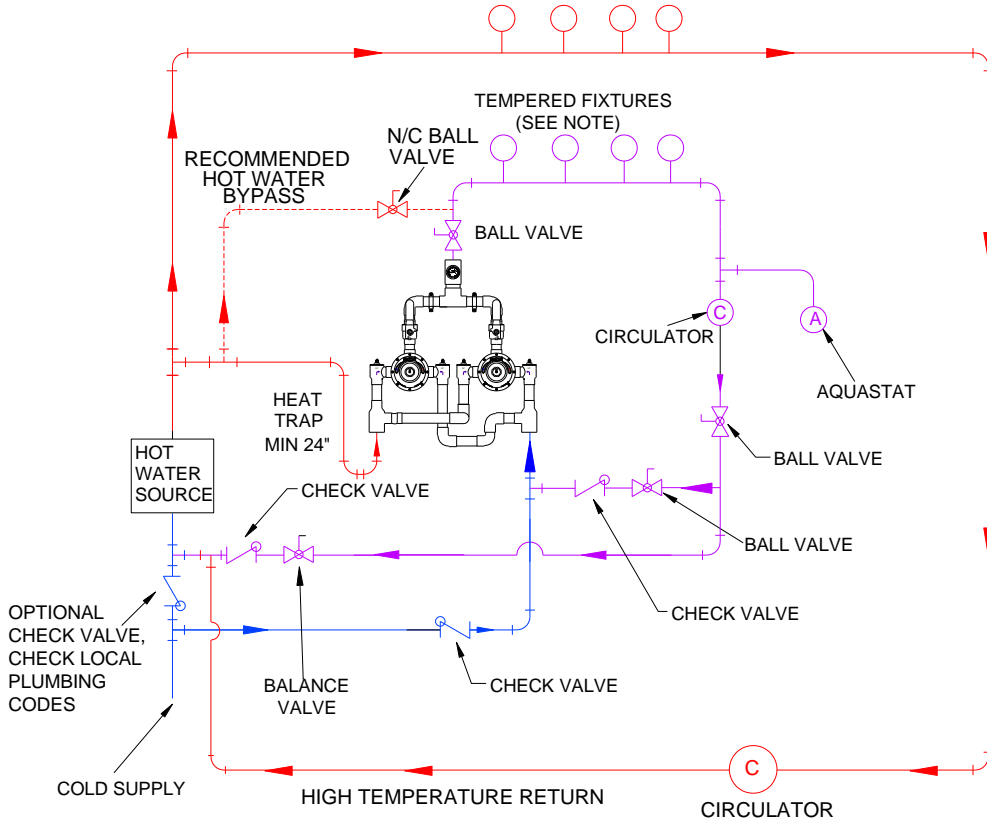 TEMPERED FIXTURES
(SEE NOTE)
N/C BALL
VALVE
RECOMMENDED
HOT WATER
BYPASS
BALL VALVE
C
CIRCULATOR
A
AQUASTAT
HEAT
TRAP
MIN 24"
HOT
WATER
SOURCE
BALL VALVE
CHECK VALVE
BALL VALVE
CHECK VALVE
OPTIONAL
CHECK VALVE,
CHECK LOCAL
PLUMBING
CODES
BALANCE
VALVE
CHECK VALVE
COLD SUPPLY
HIGH TEMPERATURE RETURN
C
CIRCULATOR